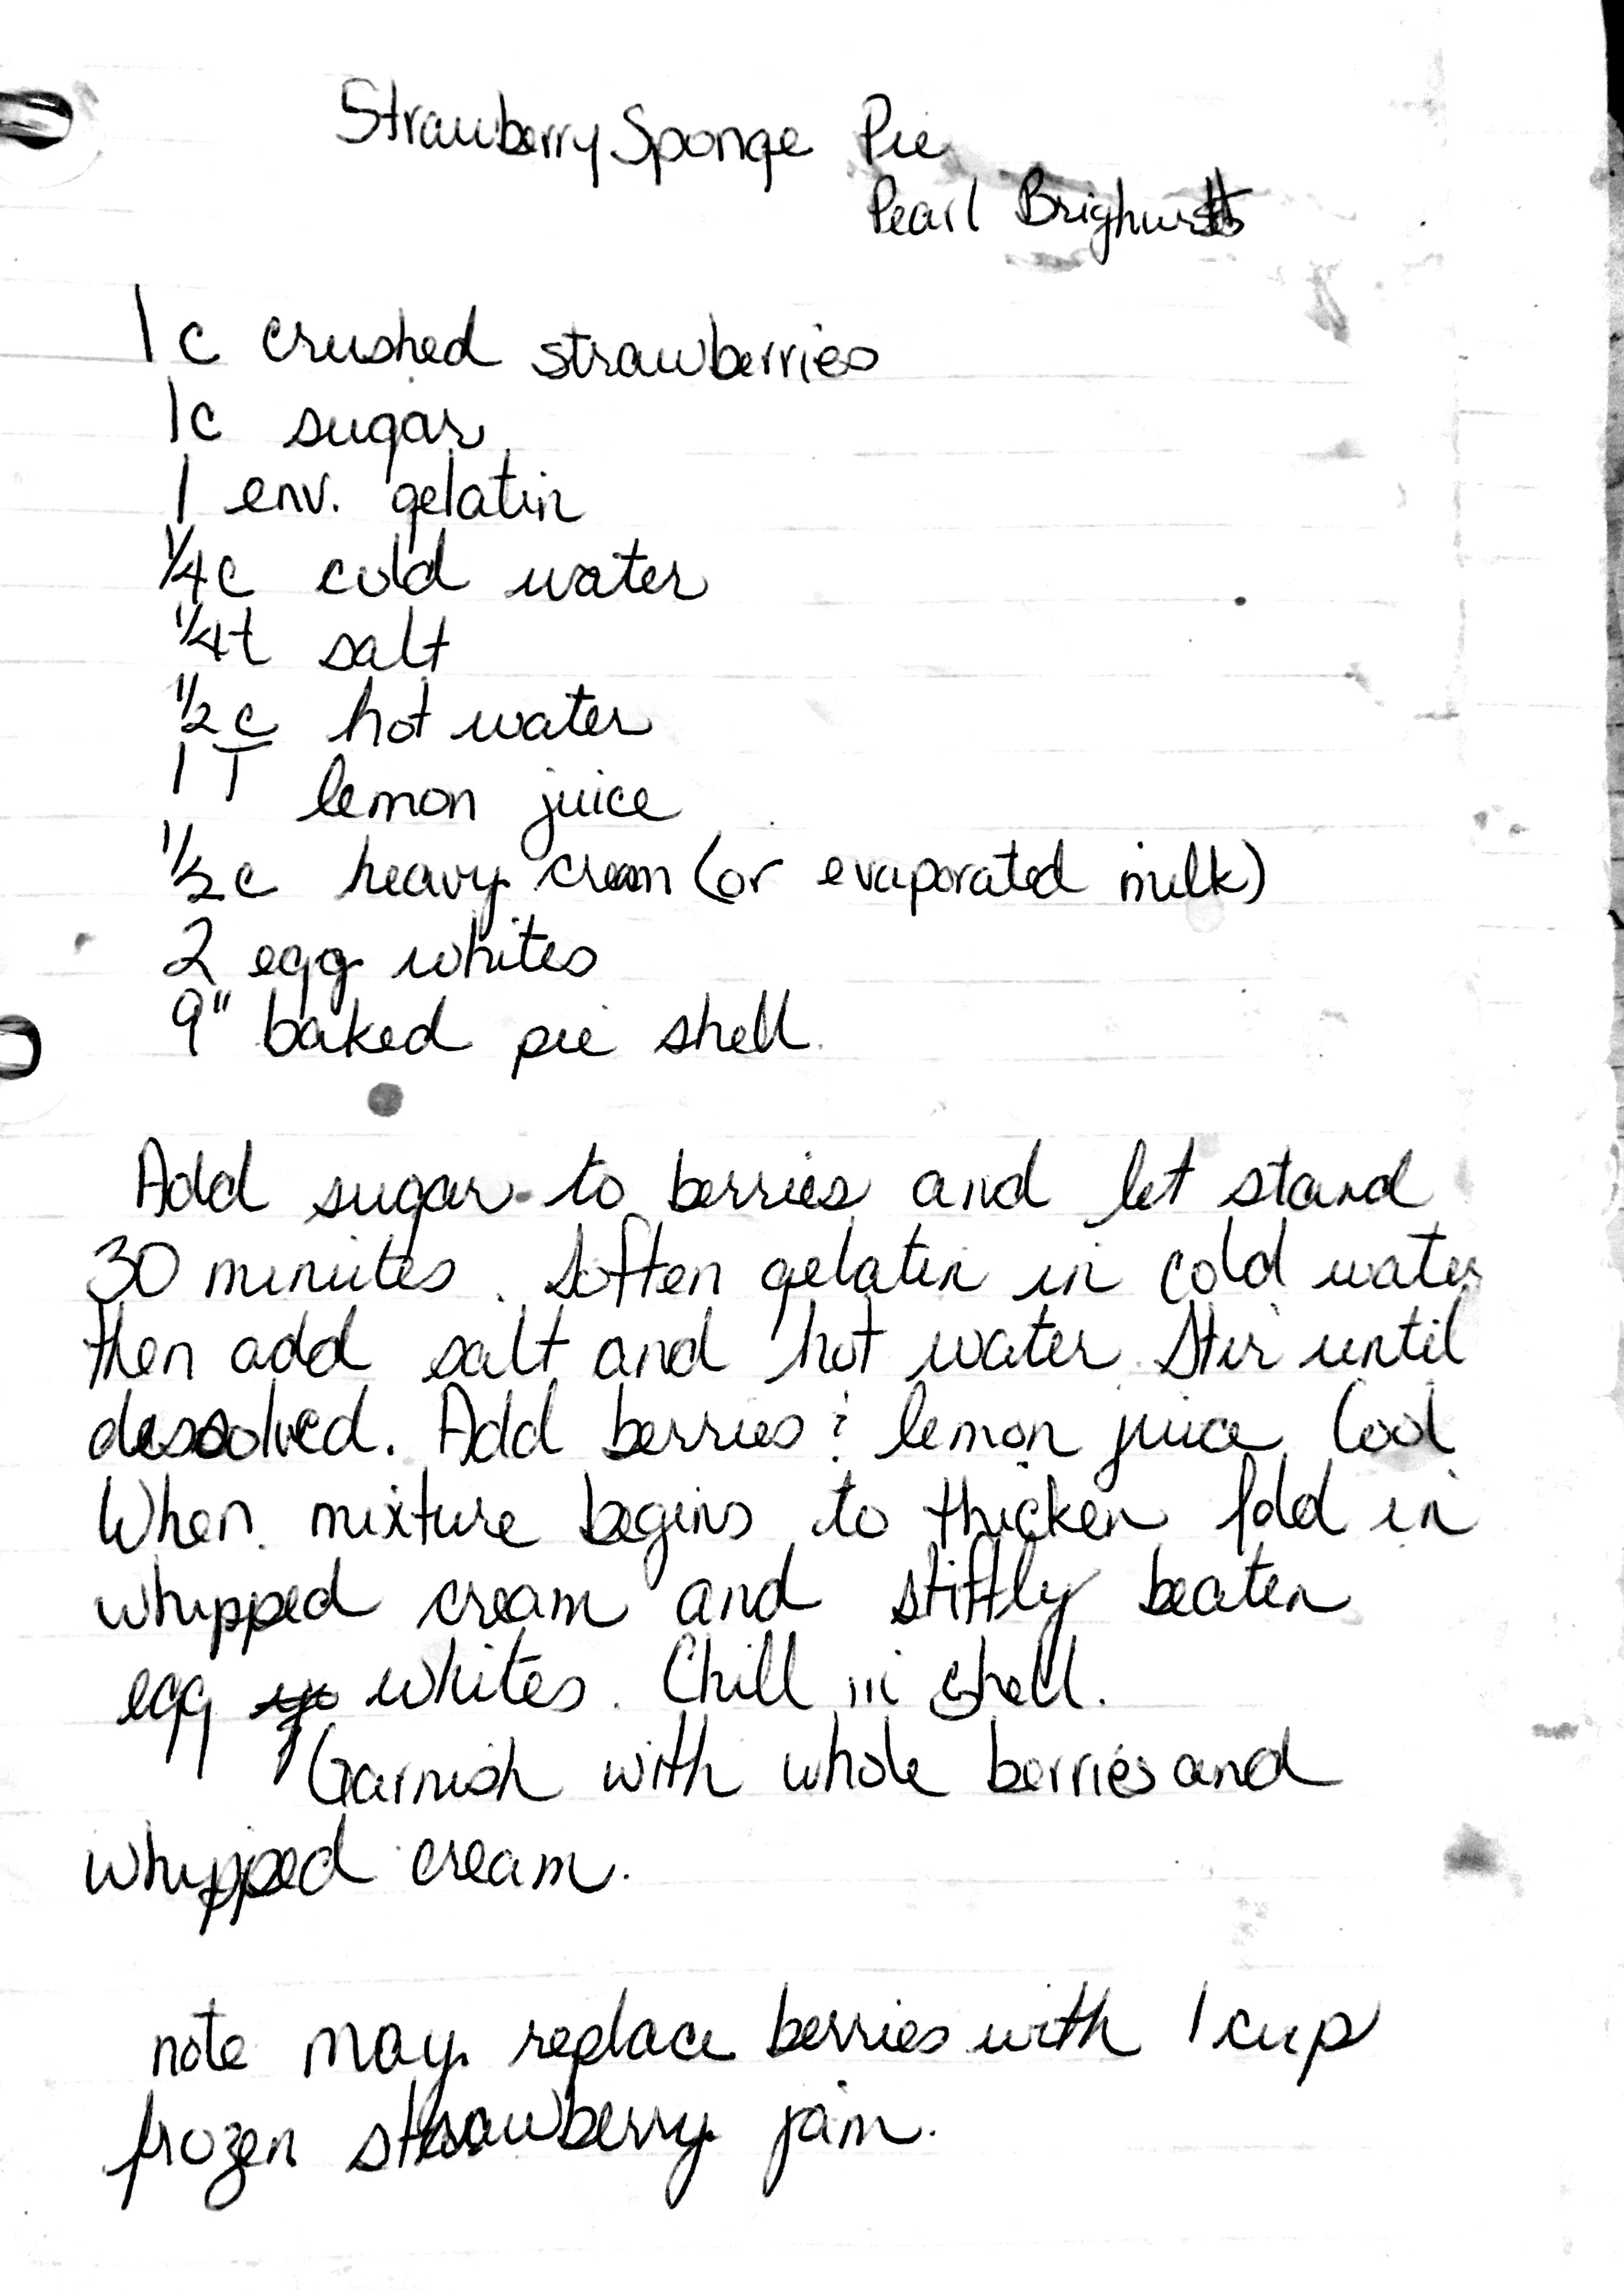 Strawberry Sponge Pie
Pearl Brighurst
1 c crushed strawberries
1c sugar
1 env. gelatin
1/4c cold water
1/4t salt
1/2 c hot water
1 T lemon juice
1/2 c heavy cream (or evaporated milk)
2 egg whites
9" baked pie shell.
Add sugar to berries and let stand
30 minutes. Soften gelatin in cold water
then add salt and hot water. Stir until
dissolved. Add berries & lemon juice. Cool
When mixture begins to thicken fold in
whipped cream and stiffly beaten
egg whites. Chill in shell.
Garnish with whole berries and
whipped cream.
note may replace berries with 1 cup
frozen strawberry jam.